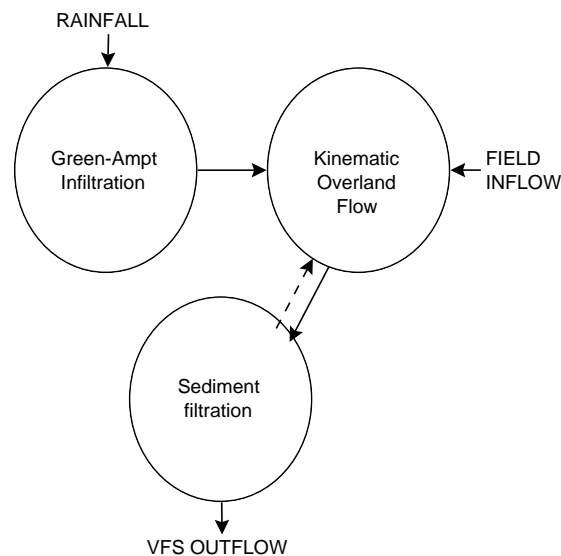 RAINFALL
Green-Ampt
Infiltration
Kinematic
Overland
Flow
FIELD
INFLOW
Sediment
filtration
VFS OUTFLOW